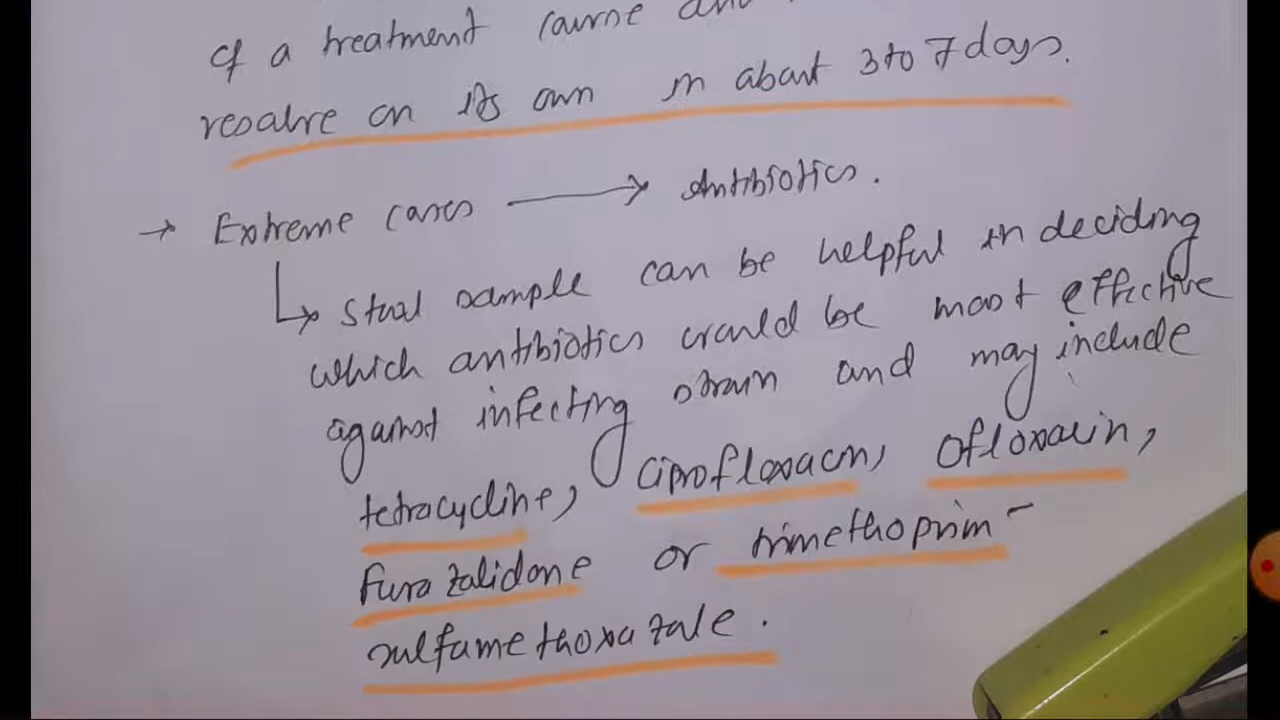 of a treatment course and
resolve on its own in about 3 to 7 days.
→ Extreme cases → Antibiotics.
↳ Stool sample can be helpful in deciding
which antibiotics would be most effective
against infecting strain and may include
tetracycline, ciprofloxacin, ofloxacin,
Furazalidone or trimethoprim-
sulfamethoxazole.